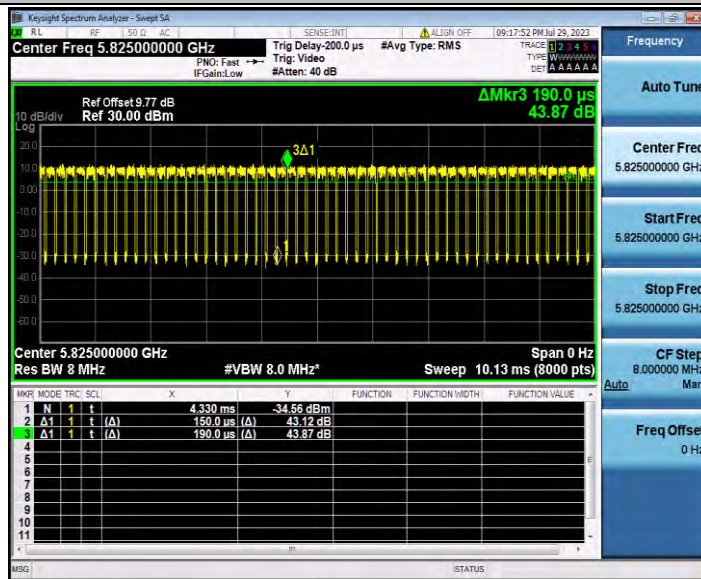 Keysight Spectrum Analyzer - Swept SA
RL RF 50 Ω AC SENSE:INT ALIGN OFF 09:17:52 PM Jul 29, 2023
Center Freq 5.825000000 GHz
PNO: Fast
IFGain:Low
Trig Delay-200.0 µs
Trig: Video
#Atten: 40 dB
#Avg Type: RMS
TRACE 1 2 3 4 5 6
TYPE W
DET A A A A A A
ΔMkr3 190.0 µs
43.87 dB
Ref Offset 9.77 dB
10 dB/div Ref 30.00 dBm
Log
20.0
10.0
0.00
-10.0
-20.0
-30.0
-40.0
-50.0
-60.0
3Δ1
1
Center 5.825000000 GHz Span 0 Hz
Res BW 8 MHz #VBW 8.0 MHz* Sweep 10.13 ms (8000 pts)
MKR MODE TRC SCL X Y FUNCTION FUNCTION WIDTH FUNCTION VALUE
1 N 1 t 4.330 ms -34.56 dBm
2 Δ1 1 t (Δ) 150.0 µs (Δ) 43.12 dB
3 Δ1 1 t (Δ) 190.0 µs (Δ) 43.87 dB
4
5
6
7
8
9
10
11
MSG STATUS
Frequency
Auto Tune
Center Freq
5.825000000 GHz
Start Freq
5.825000000 GHz
Stop Freq
5.825000000 GHz
CF Step
8.000000 MHz
Auto Man
Freq Offset
0 Hz